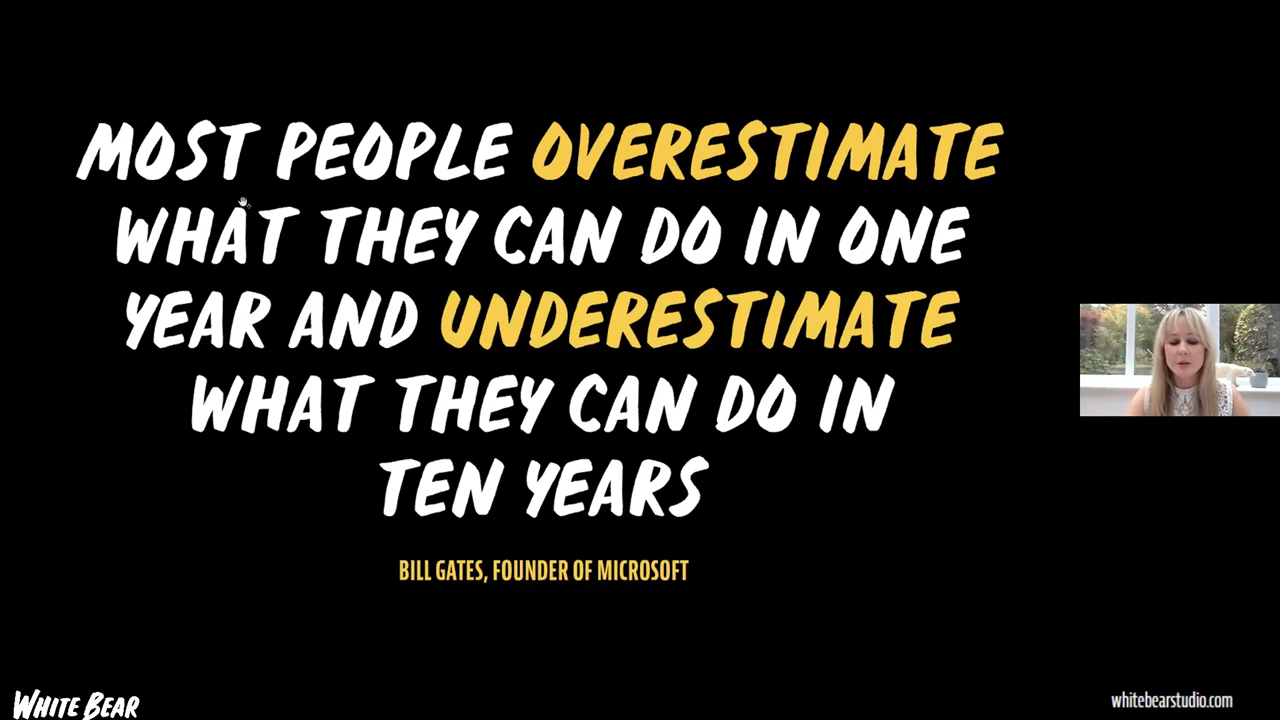 MOST PEOPLE OVERESTIMATE
WHAT THEY CAN DO IN ONE
YEAR AND UNDERESTIMATE
WHAT THEY CAN DO IN
TEN YEARS
BILL GATES, FOUNDER OF MICROSOFT
WHITE BEAR
whitebearstudio.com